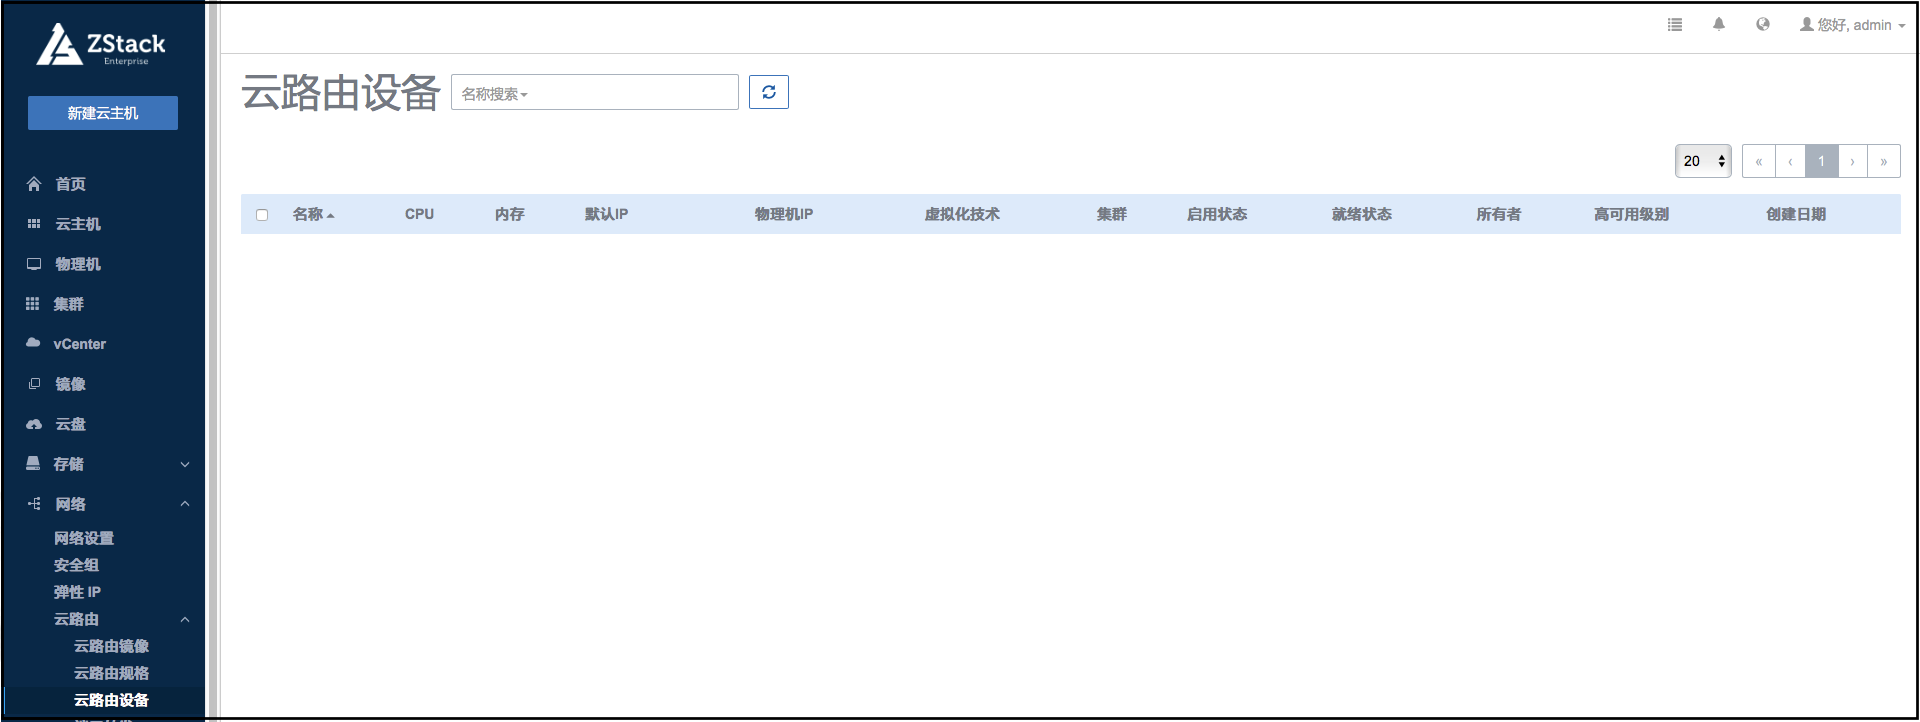 ZStack
Enterprise
新建云主机
首页
云主机
物理机
集群
vCenter
镜像
云盘
存储
网络
网络设置
安全组
弹性 IP
云路由
云路由镜像
云路由规格
云路由设备
您好, admin
云路由设备
名称搜索
20 « ‹ 1 › »
名称 CPU 内存 默认IP 物理机IP 虚拟化技术 集群 启用状态 就绪状态 所有者 高可用级别 创建日期